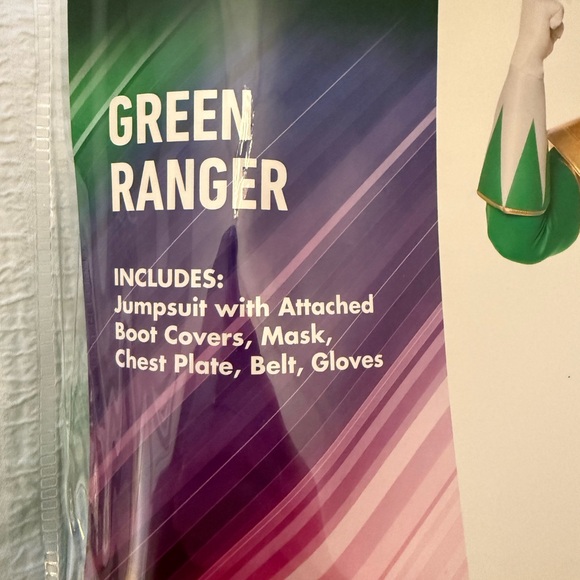 GREEN
RANGER
INCLUDES:
Jumpsuit with Attached
Boot Covers, Mask,
Chest Plate, Belt, Gloves